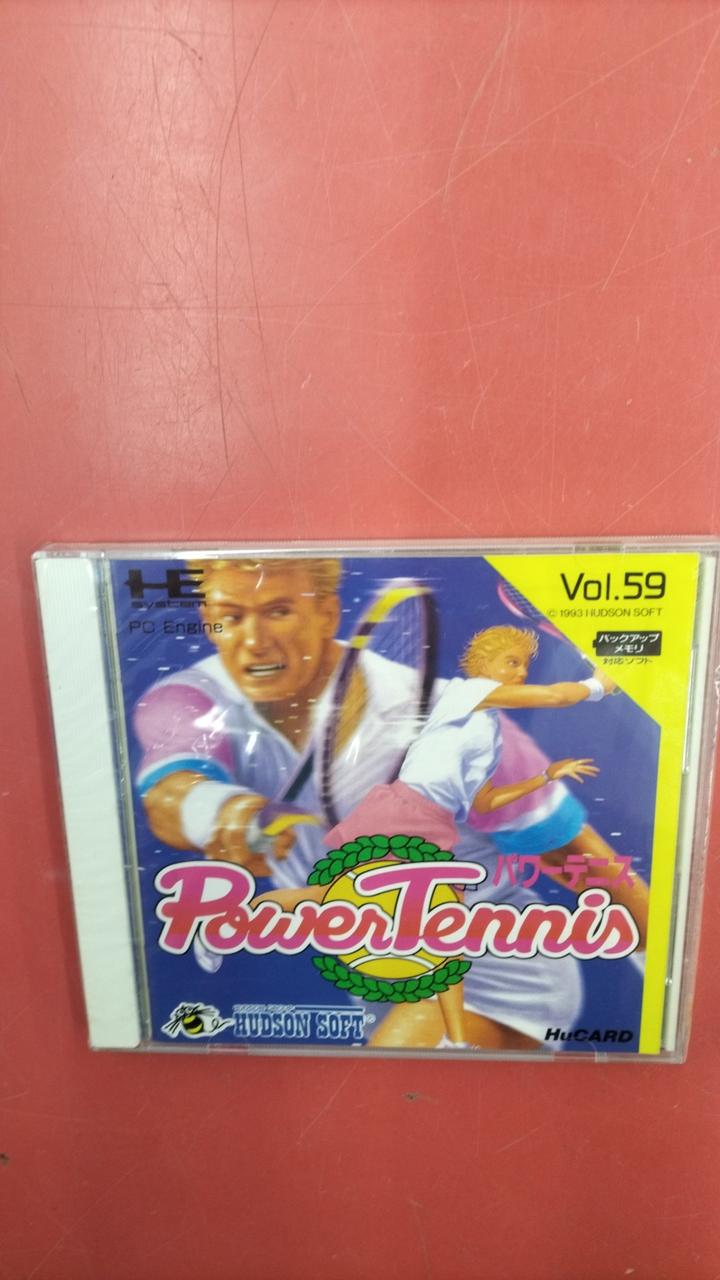 HE
system
PC Engine
Vol.59
© 1993 HUDSON SOFT
バックアップ
メモリ
対応ソフト
パワーテニス
PowerTennis
HUDSON SOFT®
HuCARD